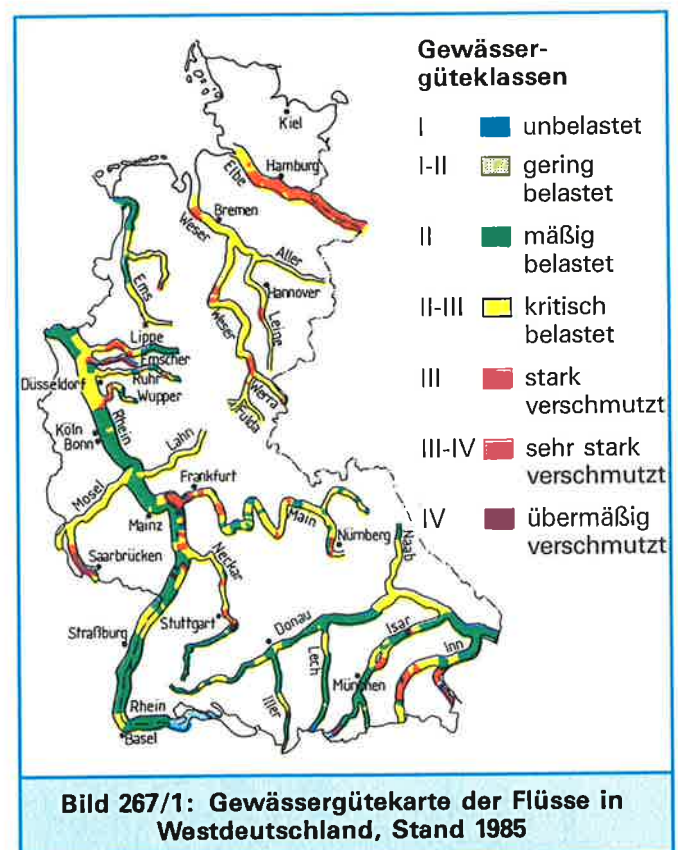 Gewässer-
güteklassen
I unbelastet
I-II gering
belastet
II mäßig
belastet
II-III kritisch
belastet
III stark
verschmutzt
III-IV sehr stark
verschmutzt
IV übermäßig
verschmutzt
Kiel
Elbe
Hamburg
Weser
Bremen
Aller
Ems
Hannover
Weser
Leine
Lippe
Emscher
Ruhr
Düsseldorf
Wupper
Werra
Fulda
Rhein
Köln
Bonn
Lahn
Mosel
Frankfurt
Mainz
Main
Nürnberg
Naab
Saarbrücken
Neckar
Straßburg
Stuttgart
Donau
Isar
Inn
Lech
Iller
München
Rhein
Basel
Bild 267/1: Gewässergütekarte der Flüsse in
Westdeutschland, Stand 1985